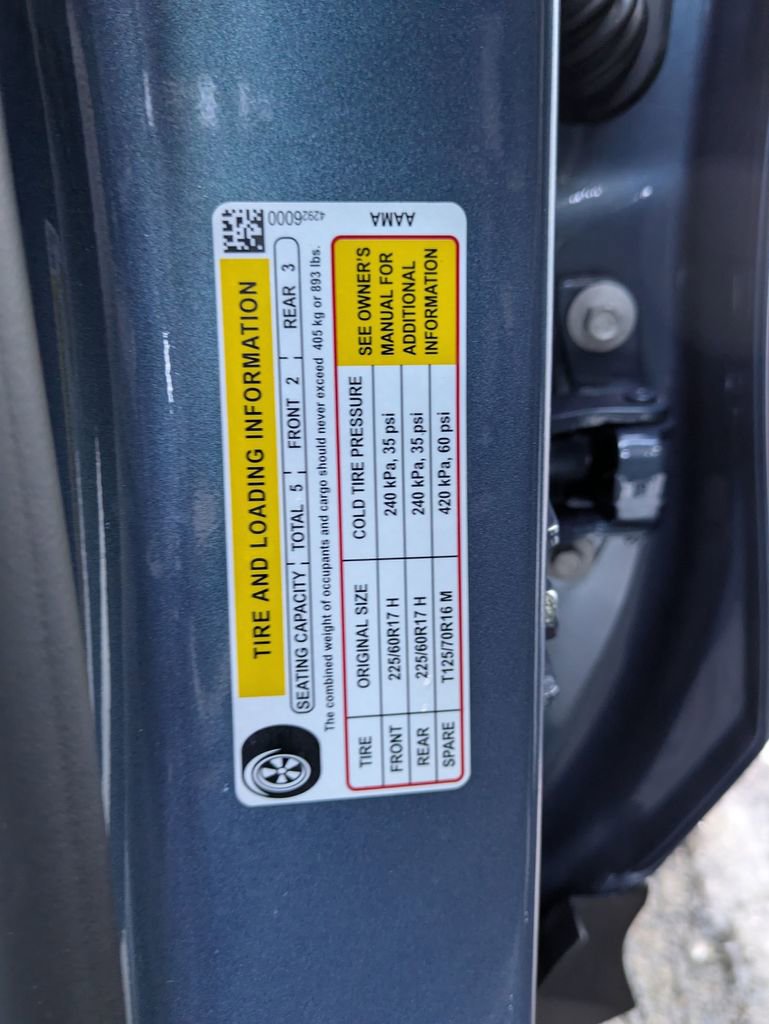 42926000
AAMA
TIRE AND LOADING INFORMATION
SEATING CAPACITY TOTAL 5 FRONT 2 REAR 3
The combined weight of occupants and cargo should never exceed 405 kg or 893 lbs.
TIRE ORIGINAL SIZE COLD TIRE PRESSURE
FRONT 225/60R17 H 240 kPa, 35 psi
REAR 225/60R17 H 240 kPa, 35 psi
SPARE T125/70R16 M 420 kPa, 60 psi
SEE OWNER'S
MANUAL FOR
ADDITIONAL
INFORMATION